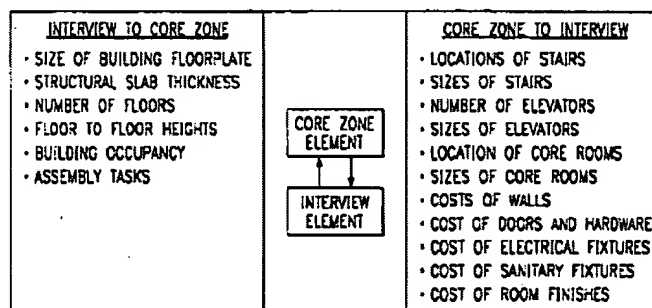 INTERVIEW TO CORE ZONE
• SIZE OF BUILDING FLOORPLATE
• STRUCTURAL SLAB THICKNESS
• NUMBER OF FLOORS
• FLOOR TO FLOOR HEIGHTS
• BUILDING OCCUPANCY
• ASSEMBLY TASKS
CORE ZONE
ELEMENT
INTERVIEW
ELEMENT
CORE ZONE TO INTERVIEW
• LOCATIONS OF STAIRS
• SIZES OF STAIRS
• NUMBER OF ELEVATORS
• SIZES OF ELEVATORS
• LOCATION OF CORE ROOMS
• SIZES OF CORE ROOMS
• COSTS OF WALLS
• COST OF DOORS AND HARDWARE
• COST OF ELECTRICAL FIXTURES
• COST OF SANITARY FIXTURES
• COST OF ROOM FINISHES